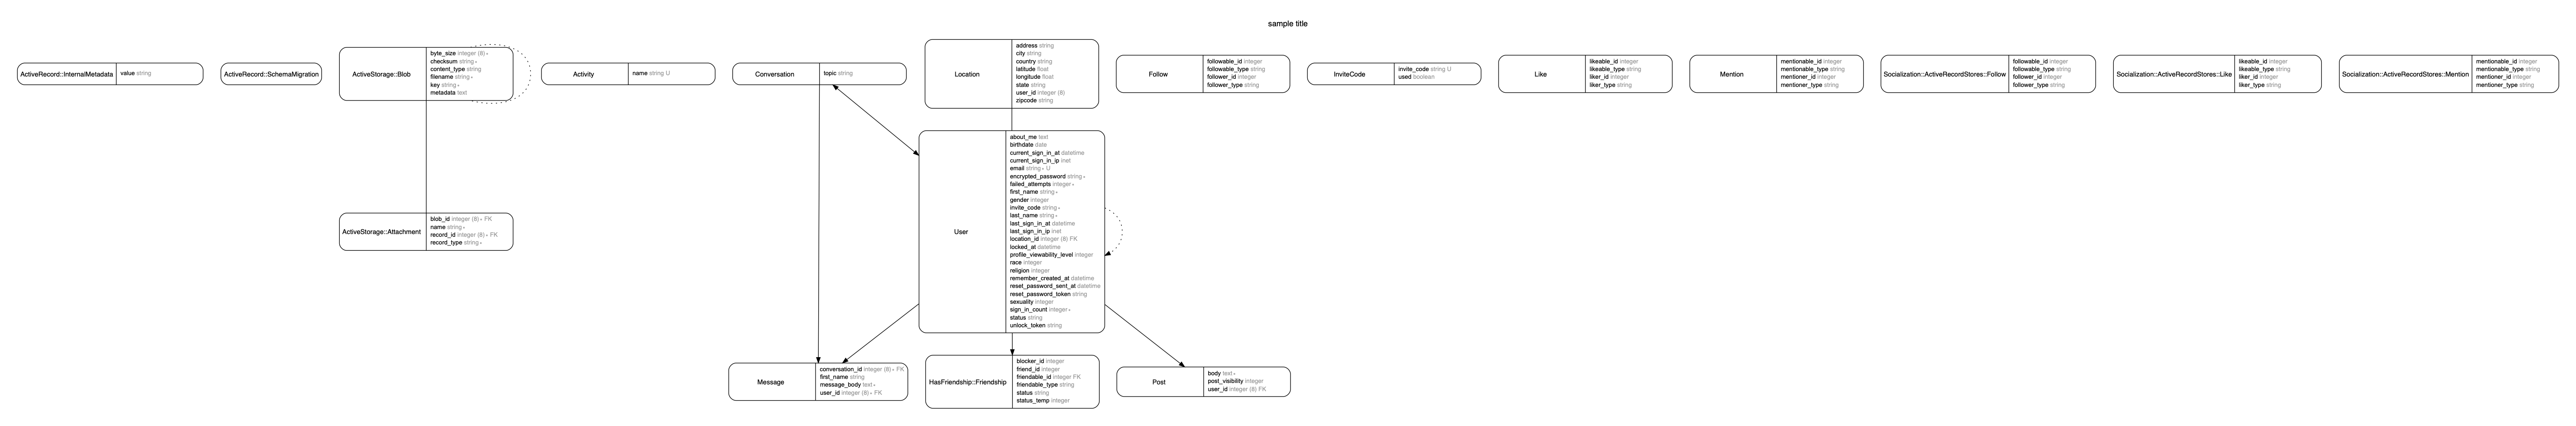 sample title
ActiveRecord::InternalMetadata
value string
ActiveRecord::SchemaMigration
ActiveStorage::Blob
byte_size integer (8) ∗
checksum string ∗
content_type string
filename string ∗
key string ∗
metadata text
Activity
name string U
Conversation
topic string
Location
address string
city string
country string
latitude float
longitude float
state string
user_id integer (8)
zipcode string
Follow
followable_id integer
followable_type string
follower_id integer
follower_type string
InviteCode
invite_code string U
used boolean
Like
likeable_id integer
likeable_type string
liker_id integer
liker_type string
Mention
mentionable_id integer
mentionable_type string
mentioner_id integer
mentioner_type string
Socialization::ActiveRecordStores::Follow
followable_id integer
followable_type string
follower_id integer
follower_type string
Socialization::ActiveRecordStores::Like
likeable_id integer
likeable_type string
liker_id integer
liker_type string
Socialization::ActiveRecordStores::Mention
mentionable_id integer
mentionable_type string
mentioner_id integer
mentioner_type string
ActiveStorage::Attachment
blob_id integer (8) ∗ FK
name string ∗
record_id integer (8) ∗ FK
record_type string ∗
User
about_me text
birthdate date
current_sign_in_at datetime
current_sign_in_ip inet
email string ∗ U
encrypted_password string ∗
failed_attempts integer ∗
first_name string ∗
gender integer
invite_code string ∗
last_name string ∗
last_sign_in_at datetime
last_sign_in_ip inet
location_id integer (8) FK
locked_at datetime
profile_viewability_level integer
race integer
religion integer
remember_created_at datetime
reset_password_sent_at datetime
reset_password_token string
sexuality integer
sign_in_count integer ∗
status string
unlock_token string
Message
conversation_id integer (8) ∗ FK
first_name string
message_body text ∗
user_id integer (8) ∗ FK
HasFriendship::Friendship
blocker_id integer
friend_id integer
friendable_id integer FK
friendable_type string
status string
status_temp integer
Post
body text ∗
post_visibility integer
user_id integer (8) FK